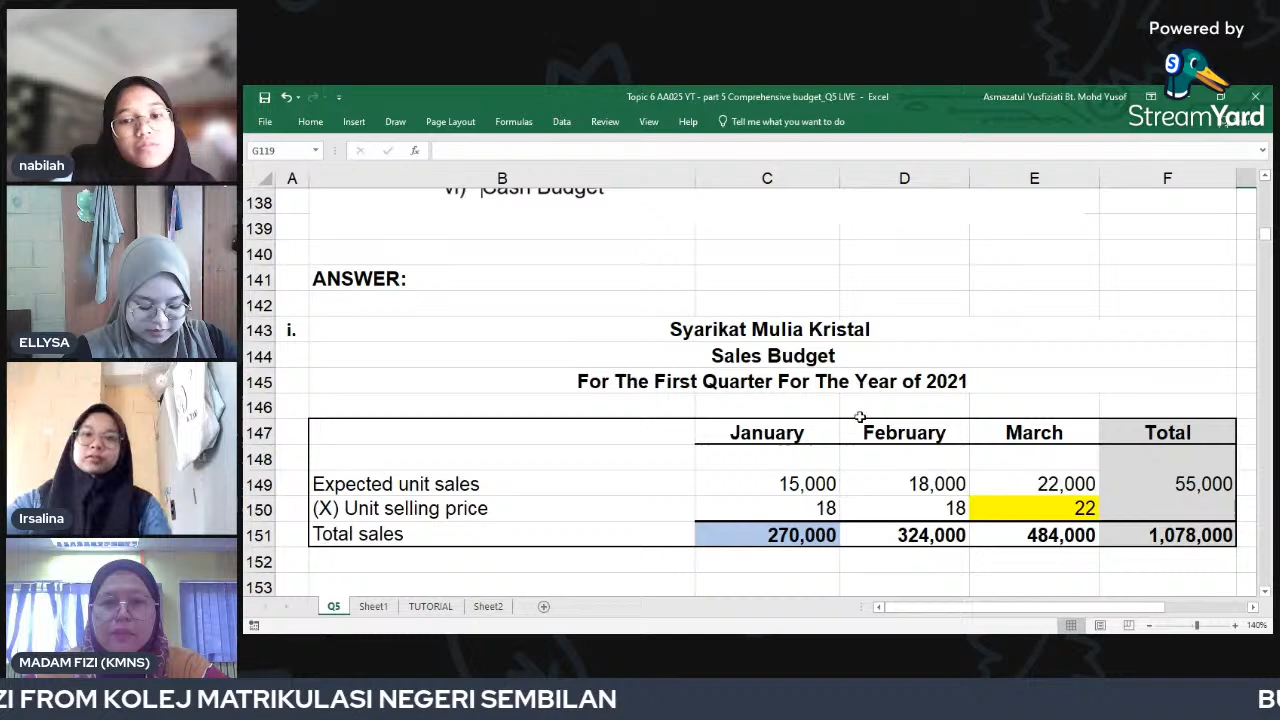 Powered by
S
StreamYard
nabilah
ELLYSA
Irsalina
MADAM FIZI (KMNS)
Topic 6 AA025 YT - part 5 Comprehensive budget_Q5 LIVE - Excel
Asmazatul Yusfiziati Bt. Mohd Yusof
File Home Insert Draw Page Layout Formulas Data Review View Help Tell me what you want to do
G119 fx
A B C D E F
138 vi) Cash Budget
139
140
141 ANSWER:
142
143 i. Syarikat Mulia Kristal
144 Sales Budget
145 For The First Quarter For The Year of 2021
146
147 January February March Total
148
149 Expected unit sales 15,000 18,000 22,000 55,000
150 (X) Unit selling price 18 18 22
151 Total sales 270,000 324,000 484,000 1,078,000
152
153
Q5 Sheet1 TUTORIAL Sheet2
140%
ZI FROM KOLEJ MATRIKULASI NEGERI SEMBILAN
BU